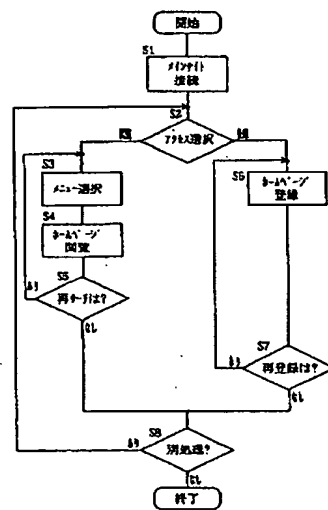 開始
S1
メインサイト
接続
S2
アクセス選択
閲覧
登録
S3
メニュー選択
S4
ホームページ
閲覧
S5
再サーチは?
あり
なし
S6
ホームページ
登録
S7
再登録は?
あり
なし
S8
別処理?
あり
なし
終了